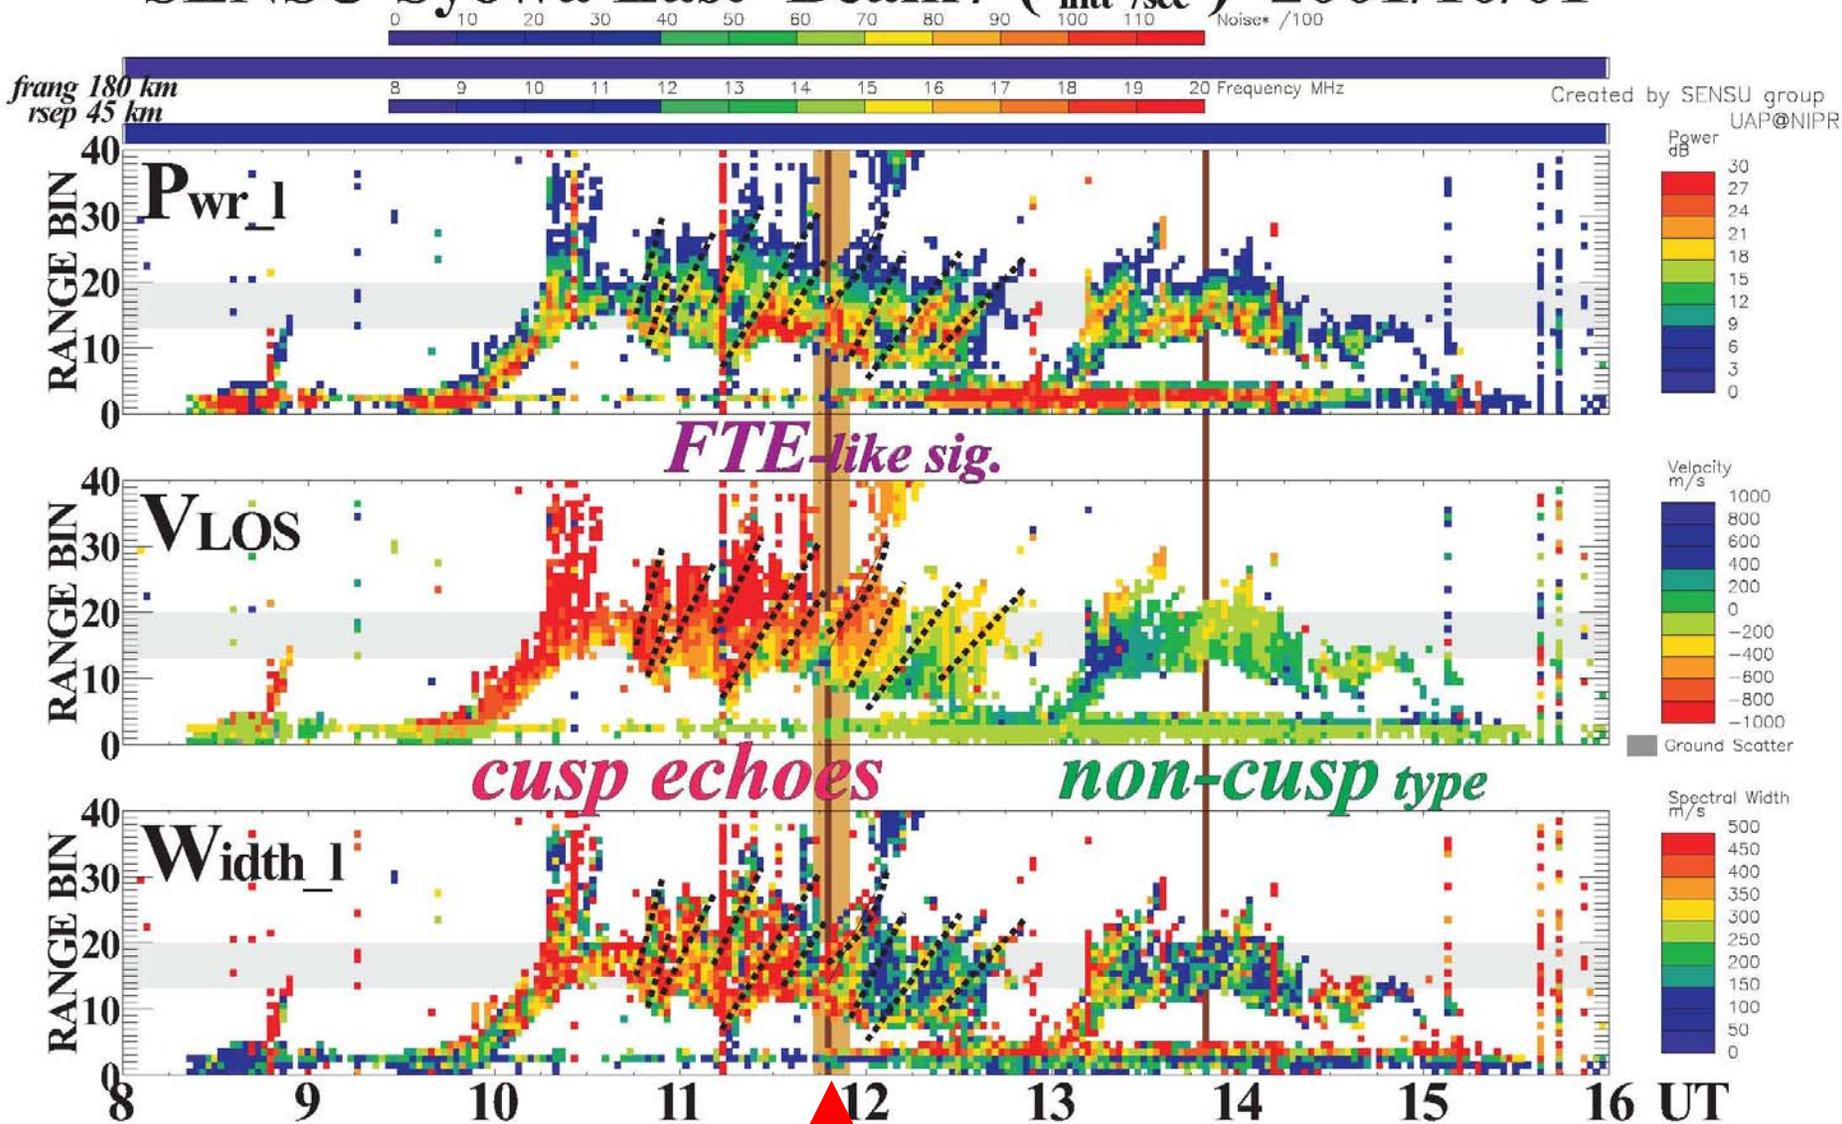 0 10 20 30 40 50 60 70 80 90 100 110 Noise* /100
frang 180 km
8 9 10 11 12 13 14 15 16 17 18 19 20 Frequency MHz
rsep 45 km
Created by SENSU group
UAP@NIPR
RANGE BIN
40
30
20
10
0
Pwr_l
Power
dB
30
27
24
21
18
15
12
9
6
3
0
FTE-like sig.
RANGE BIN
40
30
20
10
0
VLOS
Velocity
m/s
1000
800
600
400
200
0
-200
-400
-600
-800
-1000
Ground Scatter
cusp echoes
non-cusp type
RANGE BIN
40
30
20
10
0
Width_l
Spectral Width
m/s
500
450
400
350
300
250
200
150
100
50
0
8 9 10 11 12 13 14 15 16 UT